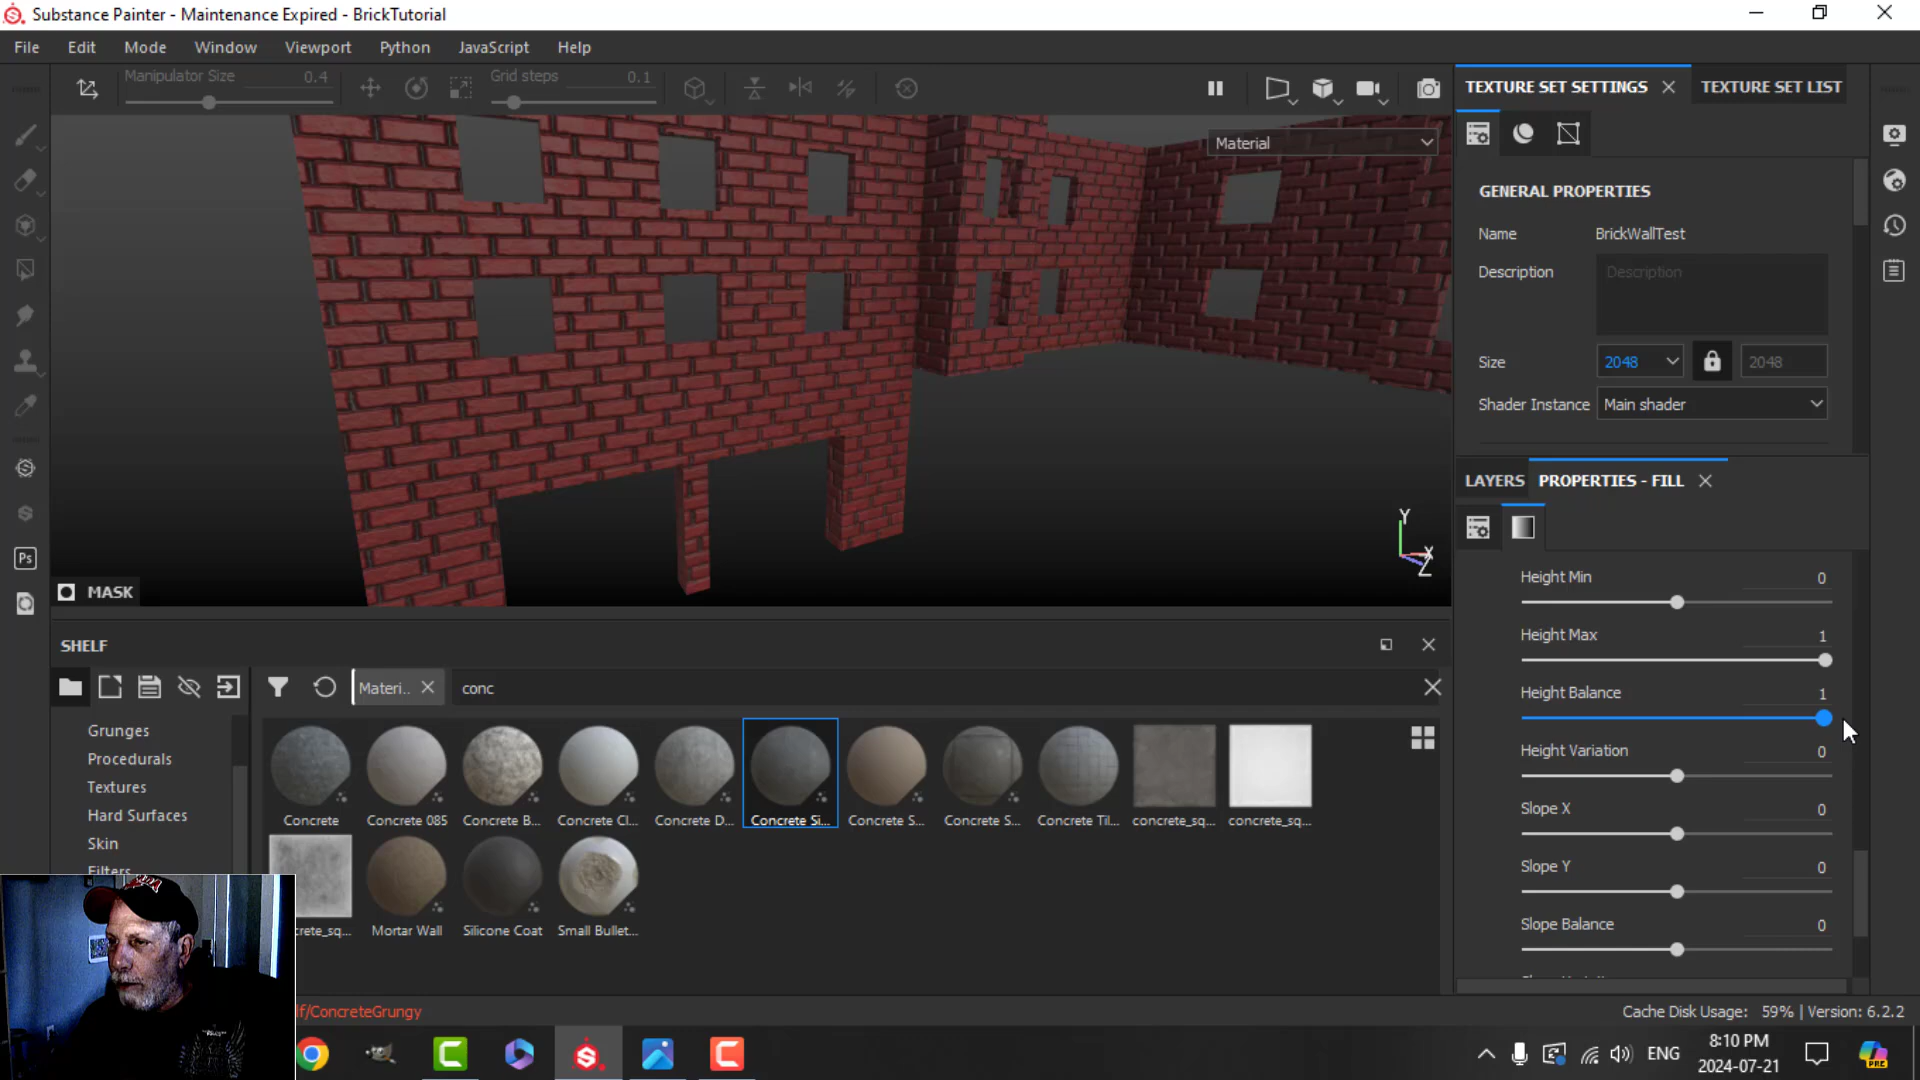 Substance Painter - Maintenance Expired - BrickTutorial
File Edit Mode Window Viewport Python JavaScript Help
Manipulator Size 0.4 Grid steps 0.1
Material
MASK
Y
X
Z
TEXTURE SET SETTINGS TEXTURE SET LIST
GENERAL PROPERTIES
Name BrickWallTest
Description Description
Size 2048 2048
Shader Instance Main shader
LAYERS PROPERTIES - FILL
Height Min 0
Height Max 1
Height Balance 1
Height Variation 0
Slope X 0
Slope Y 0
Slope Balance 0
SHELF
Materi.. conc
Grunges
Procedurals
Textures
Hard Surfaces
Skin
Filters
Concrete Concrete 085 Concrete B... Concrete Cl... Concrete D... Concrete Si... Concrete S... Concrete S... Concrete Til... concrete_sq... concrete_sq...
crete_sq... Mortar Wall Silicone Coat Small Bullet...
lf/ConcreteGrungy
Cache Disk Usage: 59% | Version: 6.2.2
Ps
ENG
8:10 PM
2024-07-21
PRE